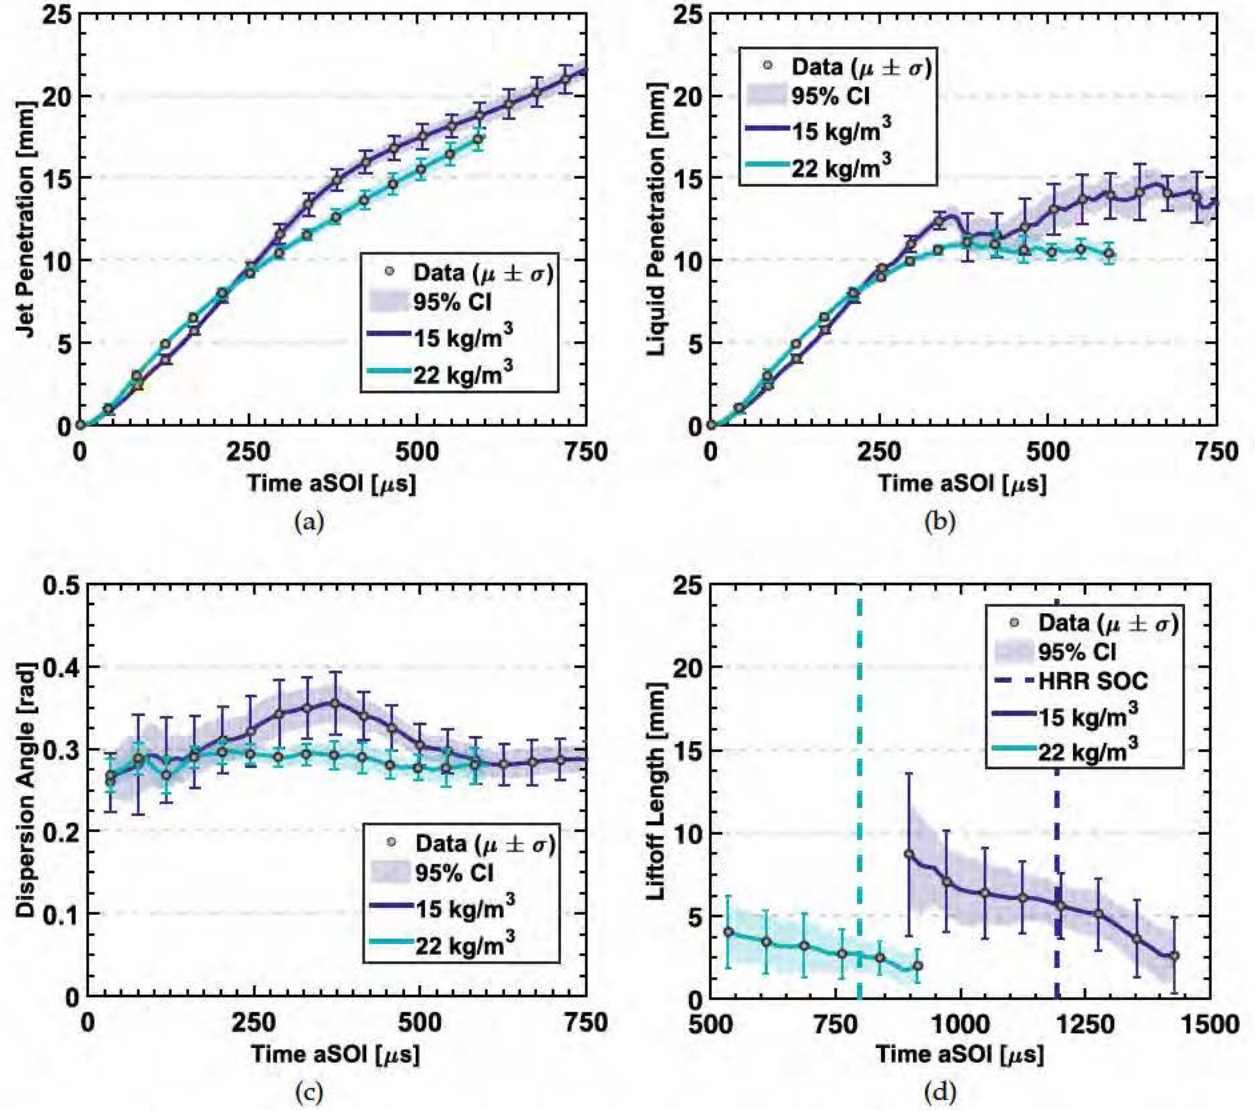 25
20
15
10
5
0
Jet Penetration [mm]
Data (μ ± σ)
95% CI
15 kg/m³
22 kg/m³
0 250 500 750
Time aSOI [μs]
(a)
25
20
15
10
5
0
Liquid Penetration [mm]
Data (μ ± σ)
95% CI
15 kg/m³
22 kg/m³
0 250 500 750
Time aSOI [μs]
(b)
0.5
0.4
0.3
0.2
0.1
0
Dispersion Angle [rad]
Data (μ ± σ)
95% CI
15 kg/m³
22 kg/m³
0 250 500 750
Time aSOI [μs]
(c)
25
20
15
10
5
0
Liftoff Length [mm]
Data (μ ± σ)
95% CI
HRR SOC
15 kg/m³
22 kg/m³
500 750 1000 1250 1500
Time aSOI [μs]
(d)